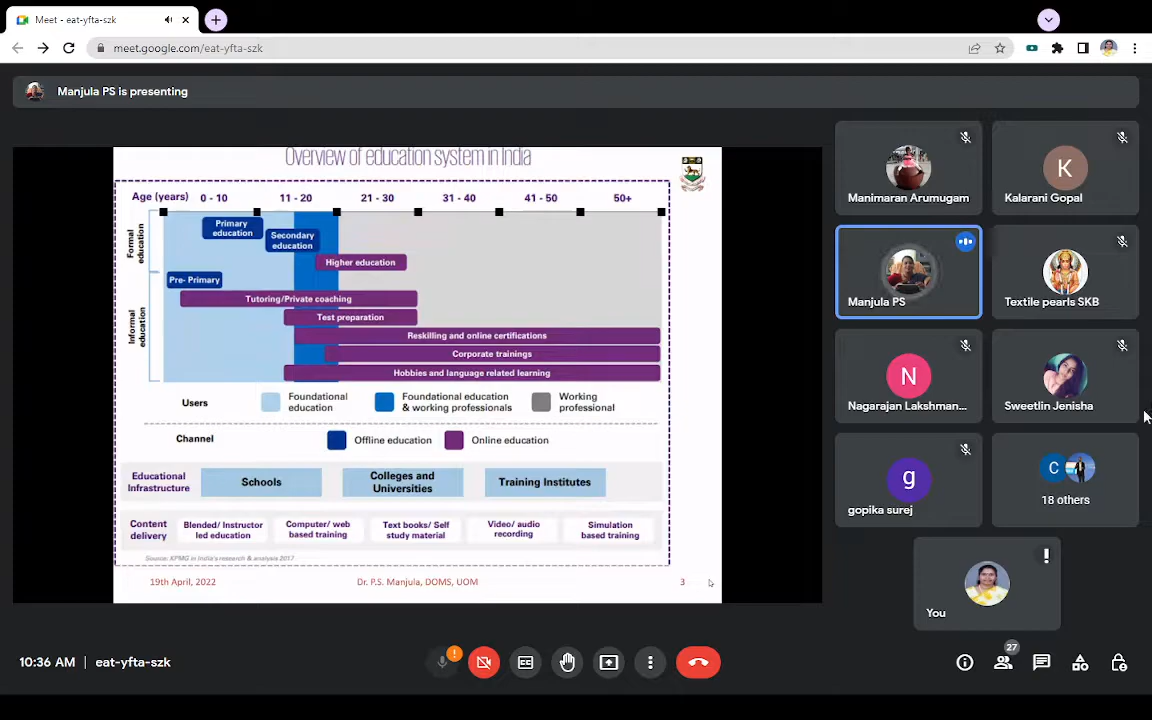 Meet - eat-yfta-szk
meet.google.com/eat-yfta-szk
Manjula PS is presenting
Overview of education system in India
Age (years) 0 - 10 11 - 20 21 - 30 31 - 40 41 - 50 50+
Formal
education
Primary
education
Secondary
education
Higher education
Informal
education
Pre- Primary
Tutoring/Private coaching
Test preparation
Reskilling and online certifications
Corporate trainings
Hobbies and language related learning
Users
Foundational
education
Foundational education
& working professionals
Working
professional
Channel
Offline education
Online education
Educational
Infrastructure
Schools
Colleges and
Universities
Training Institutes
Content
delivery
Blended/ Instructor
led education
Computer/ web
based training
Text books/ Self
study material
Video/ audio
recording
Simulation
based training
Source: KPMG in India's research & analysis 2017
19th April, 2022
Dr. P.S. Manjula, DOMS, UOM
3
Manimaran Arumugam
K
Kalarani Gopal
Manjula PS
Textile pearls SKB
N
Nagarajan Lakshman...
Sweetlin Jenisha
g
gopika surej
C
18 others
You
10:36 AM | eat-yfta-szk
27